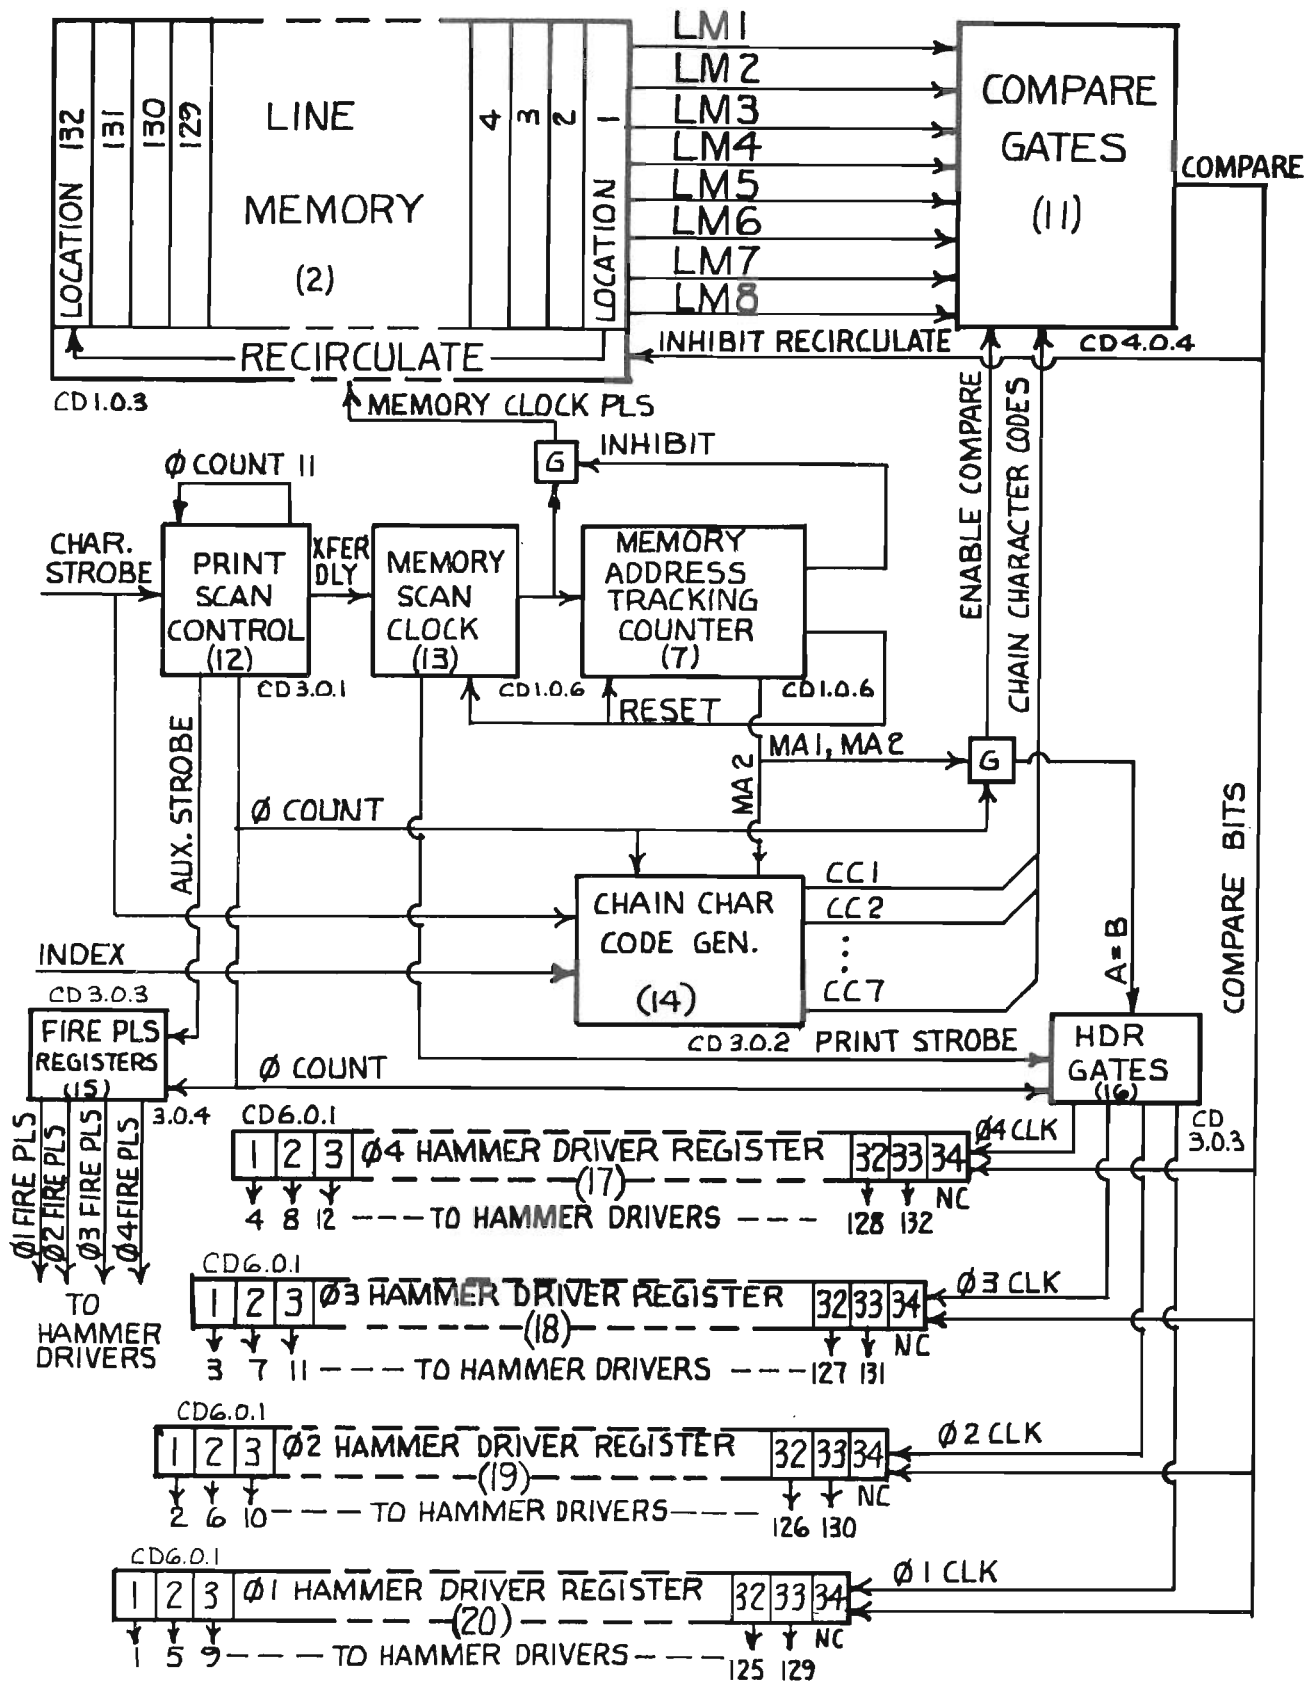 LOCATION 132
131
130
129
LINE
MEMORY
(2)
4
3
2
LOCATION 1
RECIRCULATE
CD1.0.3
LM1
LM2
LM3
LM4
LM5
LM6
LM7
LM8
COMPARE
GATES
(11)
CD4.0.4
COMPARE
INHIBIT RECIRCULATE
MEMORY CLOCK PLS
G
INHIBIT
ENABLE COMPARE
CHAIN CHARACTER CODES
Ø COUNT 11
CHAR.
STROBE
PRINT
SCAN
CONTROL
(12)
CD3.0.1
XFER
DLY
MEMORY
SCAN
CLOCK
(13)
CD1.0.6
MEMORY
ADDRESS
TRACKING
COUNTER
(7)
CD1.0.6
RESET
MA2
MA1, MA2
G
AUX. STROBE
Ø COUNT
CHAIN CHAR
CODE GEN.
(14)
CD3.0.2
CC1
CC2
CC7
A=B
COMPARE BITS
INDEX
CD3.0.3
FIRE PLS
REGISTERS
(15)
3.0.4
Ø COUNT
PRINT STROBE
HDR
GATES
(16)
CD
3.0.3
Ø1 FIRE PLS
Ø2 FIRE PLS
Ø3 FIRE PLS
Ø4 FIRE PLS
TO
HAMMER
DRIVERS
CD6.0.1
1 2 3 Ø4 HAMMER DRIVER REGISTER 32 33 34
(17)
Ø4 CLK
NC
4 8 12 ---- TO HAMMER DRIVERS --- 128 132
CD6.0.1
1 2 3 Ø3 HAMMER DRIVER REGISTER 32 33 34
(18)
Ø3 CLK
NC
3 7 11 ---- TO HAMMER DRIVERS ---- 127 131
CD6.0.1
1 2 3 Ø2 HAMMER DRIVER REGISTER 32 33 34
(19)
Ø2 CLK
NC
2 6 10 ---- TO HAMMER DRIVERS ---- 126 130
CD6.0.1
1 2 3 Ø1 HAMMER DRIVER REGISTER 32 33 34
(20)
Ø1 CLK
NC
1 5 9 ---- TO HAMMER DRIVERS ---- 125 129